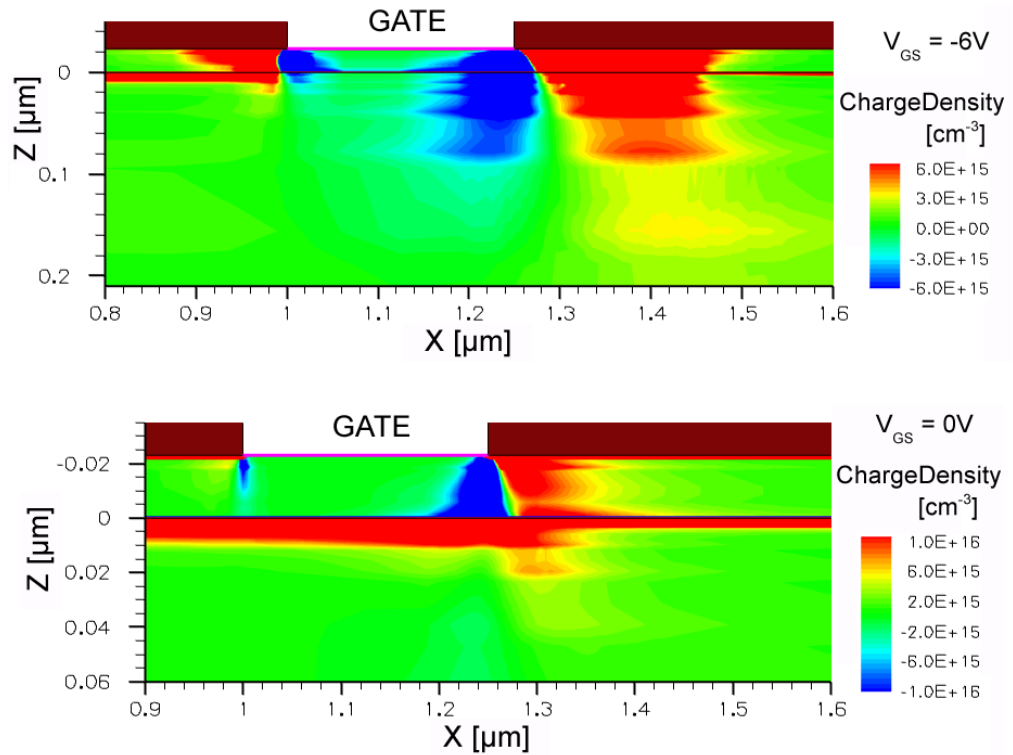 GATE
V_GS = -6V
ChargeDensity
[cm⁻³]
6.0E+15
3.0E+15
0.0E+00
-3.0E+15
-6.0E+15
Z [µm]
0
0.1
0.2
0.8 0.9 1 1.1 1.2 1.3 1.4 1.5 1.6
X [µm]
GATE
V_GS = 0V
ChargeDensity
[cm⁻³]
1.0E+16
6.0E+15
2.0E+15
-2.0E+15
-6.0E+15
-1.0E+16
Z [µm]
-0.02
0
0.02
0.04
0.06
0.9 1 1.1 1.2 1.3 1.4 1.5 1.6
X [µm]